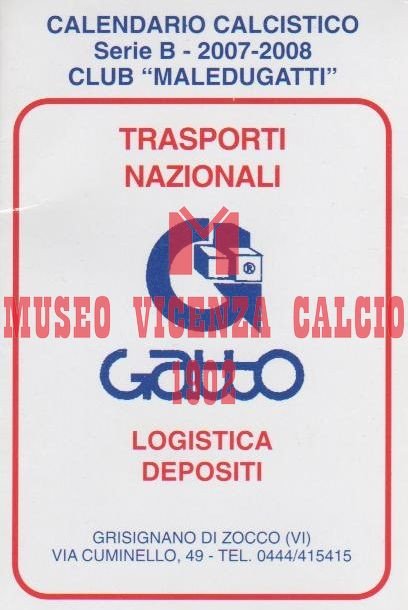 CALENDARIO CALCISTICO
Serie B - 2007-2008
CLUB “MALEDUGATTI”
TRASPORTI
NAZIONALI
M
®
MUSEO VICENZA CALCIO
Gatto
1902
LOGISTICA
DEPOSITI
GRISIGNANO DI ZOCCO (VI)
VIA CUMINELLO, 49 - TEL. 0444/415415